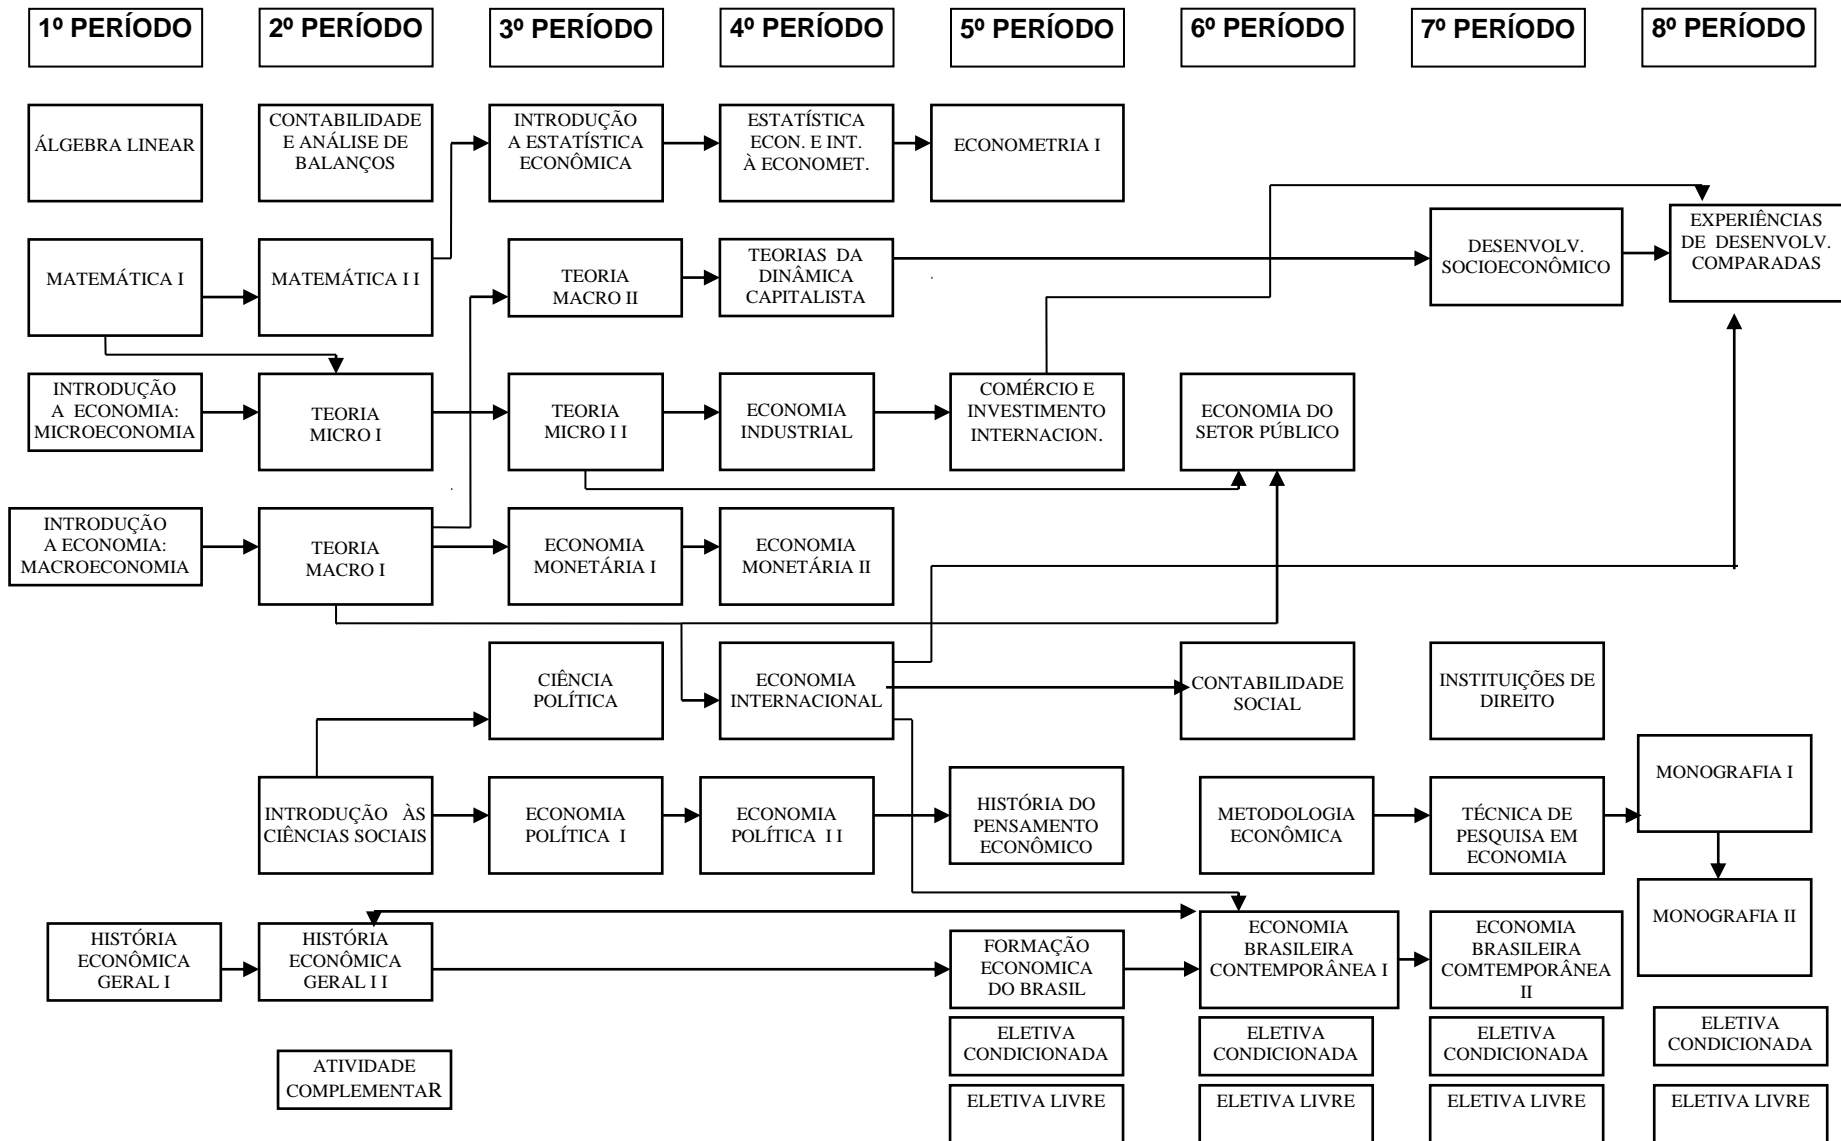 1º PERÍODO
2º PERÍODO
3º PERÍODO
4º PERÍODO
5º PERÍODO
6º PERÍODO
7º PERÍODO
8º PERÍODO
ÁLGEBRA LINEAR
CONTABILIDADE
E ANÁLISE DE
BALANÇOS
INTRODUÇÃO
A ESTATÍSTICA
ECONÔMICA
ESTATÍSTICA
ECON. E INT.
À ECONOMET.
ECONOMETRIA I
MATEMÁTICA I
MATEMÁTICA I I
TEORIA
MACRO II
TEORIAS DA
DINÂMICA
CAPITALISTA
DESENVOLV.
SOCIOECONÔMICO
EXPERIÊNCIAS
DE DESENVOLV.
COMPARADAS
INTRODUÇÃO
A ECONOMIA:
MICROECONOMIA
TEORIA
MICRO I
TEORIA
MICRO I I
ECONOMIA
INDUSTRIAL
COMÉRCIO E
INVESTIMENTO
INTERNACION.
ECONOMIA DO
SETOR PÚBLICO
INTRODUÇÃO
A ECONOMIA:
MACROECONOMIA
TEORIA
MACRO I
ECONOMIA
MONETÁRIA I
ECONOMIA
MONETÁRIA II
CIÊNCIA
POLÍTICA
ECONOMIA
INTERNACIONAL
CONTABILIDADE
SOCIAL
INSTITUIÇÕES DE
DIREITO
MONOGRAFIA I
INTRODUÇÃO ÀS
CIÊNCIAS SOCIAIS
ECONOMIA
POLÍTICA I
ECONOMIA
POLÍTICA I I
HISTÓRIA DO
PENSAMENTO
ECONÔMICO
METODOLOGIA
ECONÔMICA
TÉCNICA DE
PESQUISA EM
ECONOMIA
MONOGRAFIA II
HISTÓRIA
ECONÔMICA
GERAL I
HISTÓRIA
ECONÔMICA
GERAL I I
FORMAÇÃO
ECONOMICA
DO BRASIL
ECONOMIA
BRASILEIRA
CONTEMPORÂNEA I
ECONOMIA
BRASILEIRA
COMTEMPORÂNEA
II
ELETIVA
CONDICIONADA
ELETIVA
CONDICIONADA
ELETIVA
CONDICIONADA
ELETIVA
CONDICIONADA
ATIVIDADE
COMPLEMENTAR
ELETIVA LIVRE
ELETIVA LIVRE
ELETIVA LIVRE
ELETIVA LIVRE